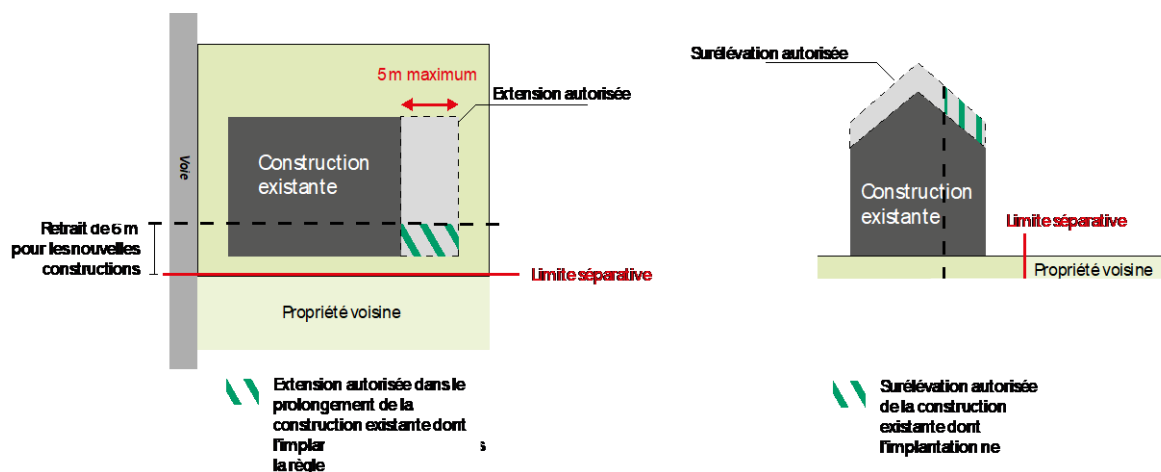 5 m maximum
Extension autorisée
Construction
existante
Voie
Retrait de 6 m
pour les nouvelles
constructions
Limite séparative
Propriété voisine
Extension autorisée dans le
prolongement de la
construction existante dont
la règle
Surélévation autorisée
Construction
existante
Limite séparative
Propriété voisine
Surélévation autorisée
de la construction
existante dont
l'implantation ne